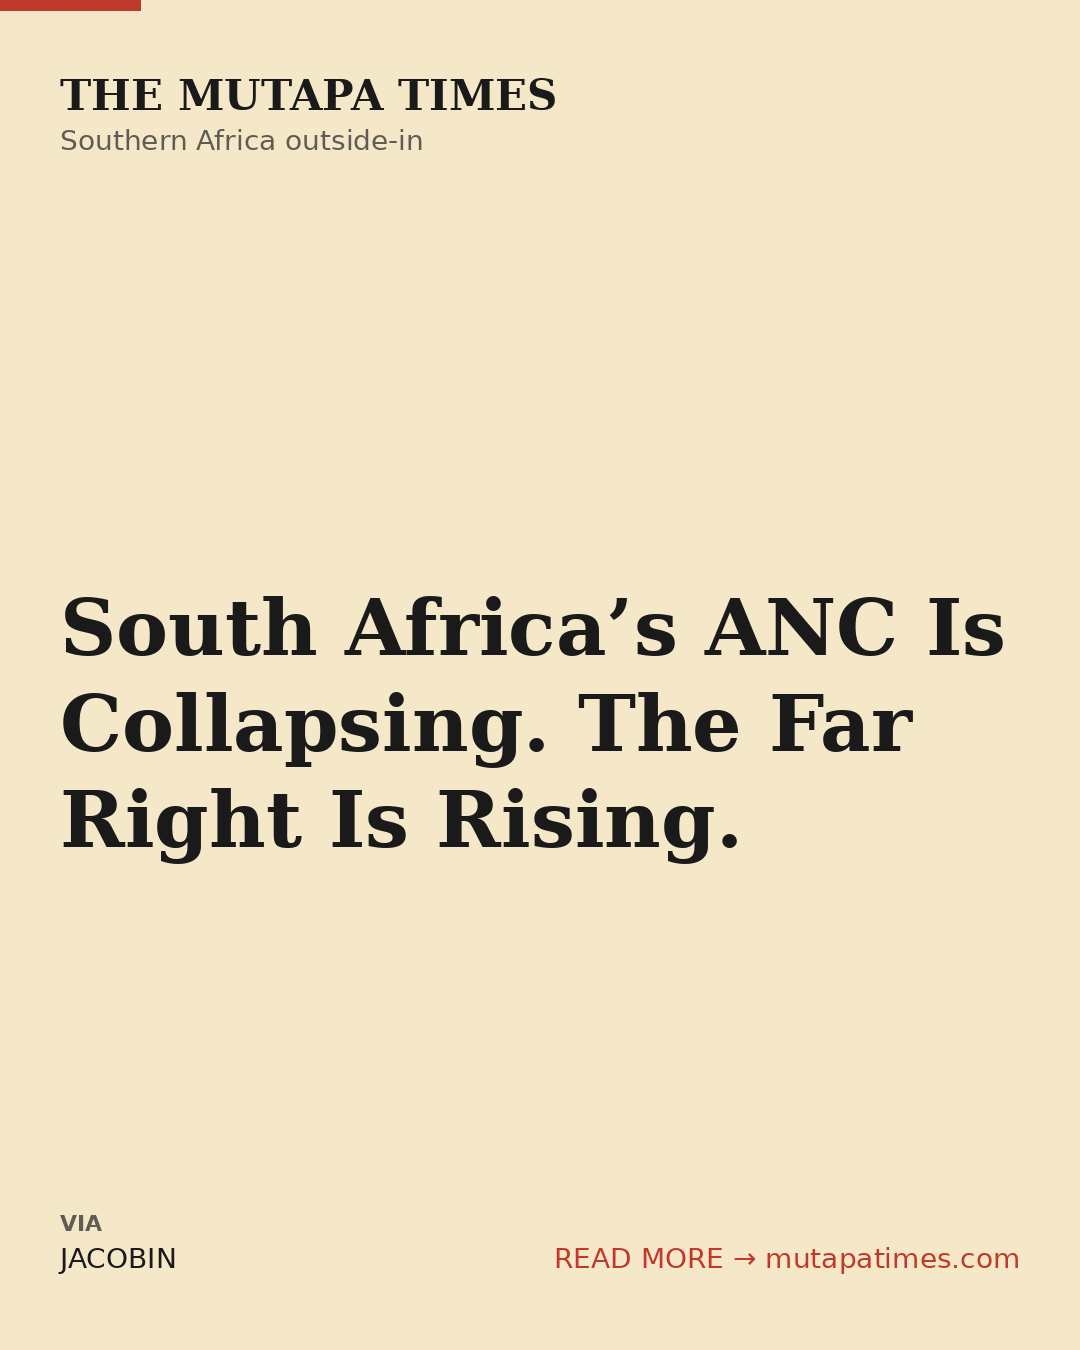 THE MUTAPA TIMES
Southern Africa outside-in
South Africa’s ANC Is
Collapsing. The Far
Right Is Rising.
VIA
JACOBIN
READ MORE → mutapatimes.com